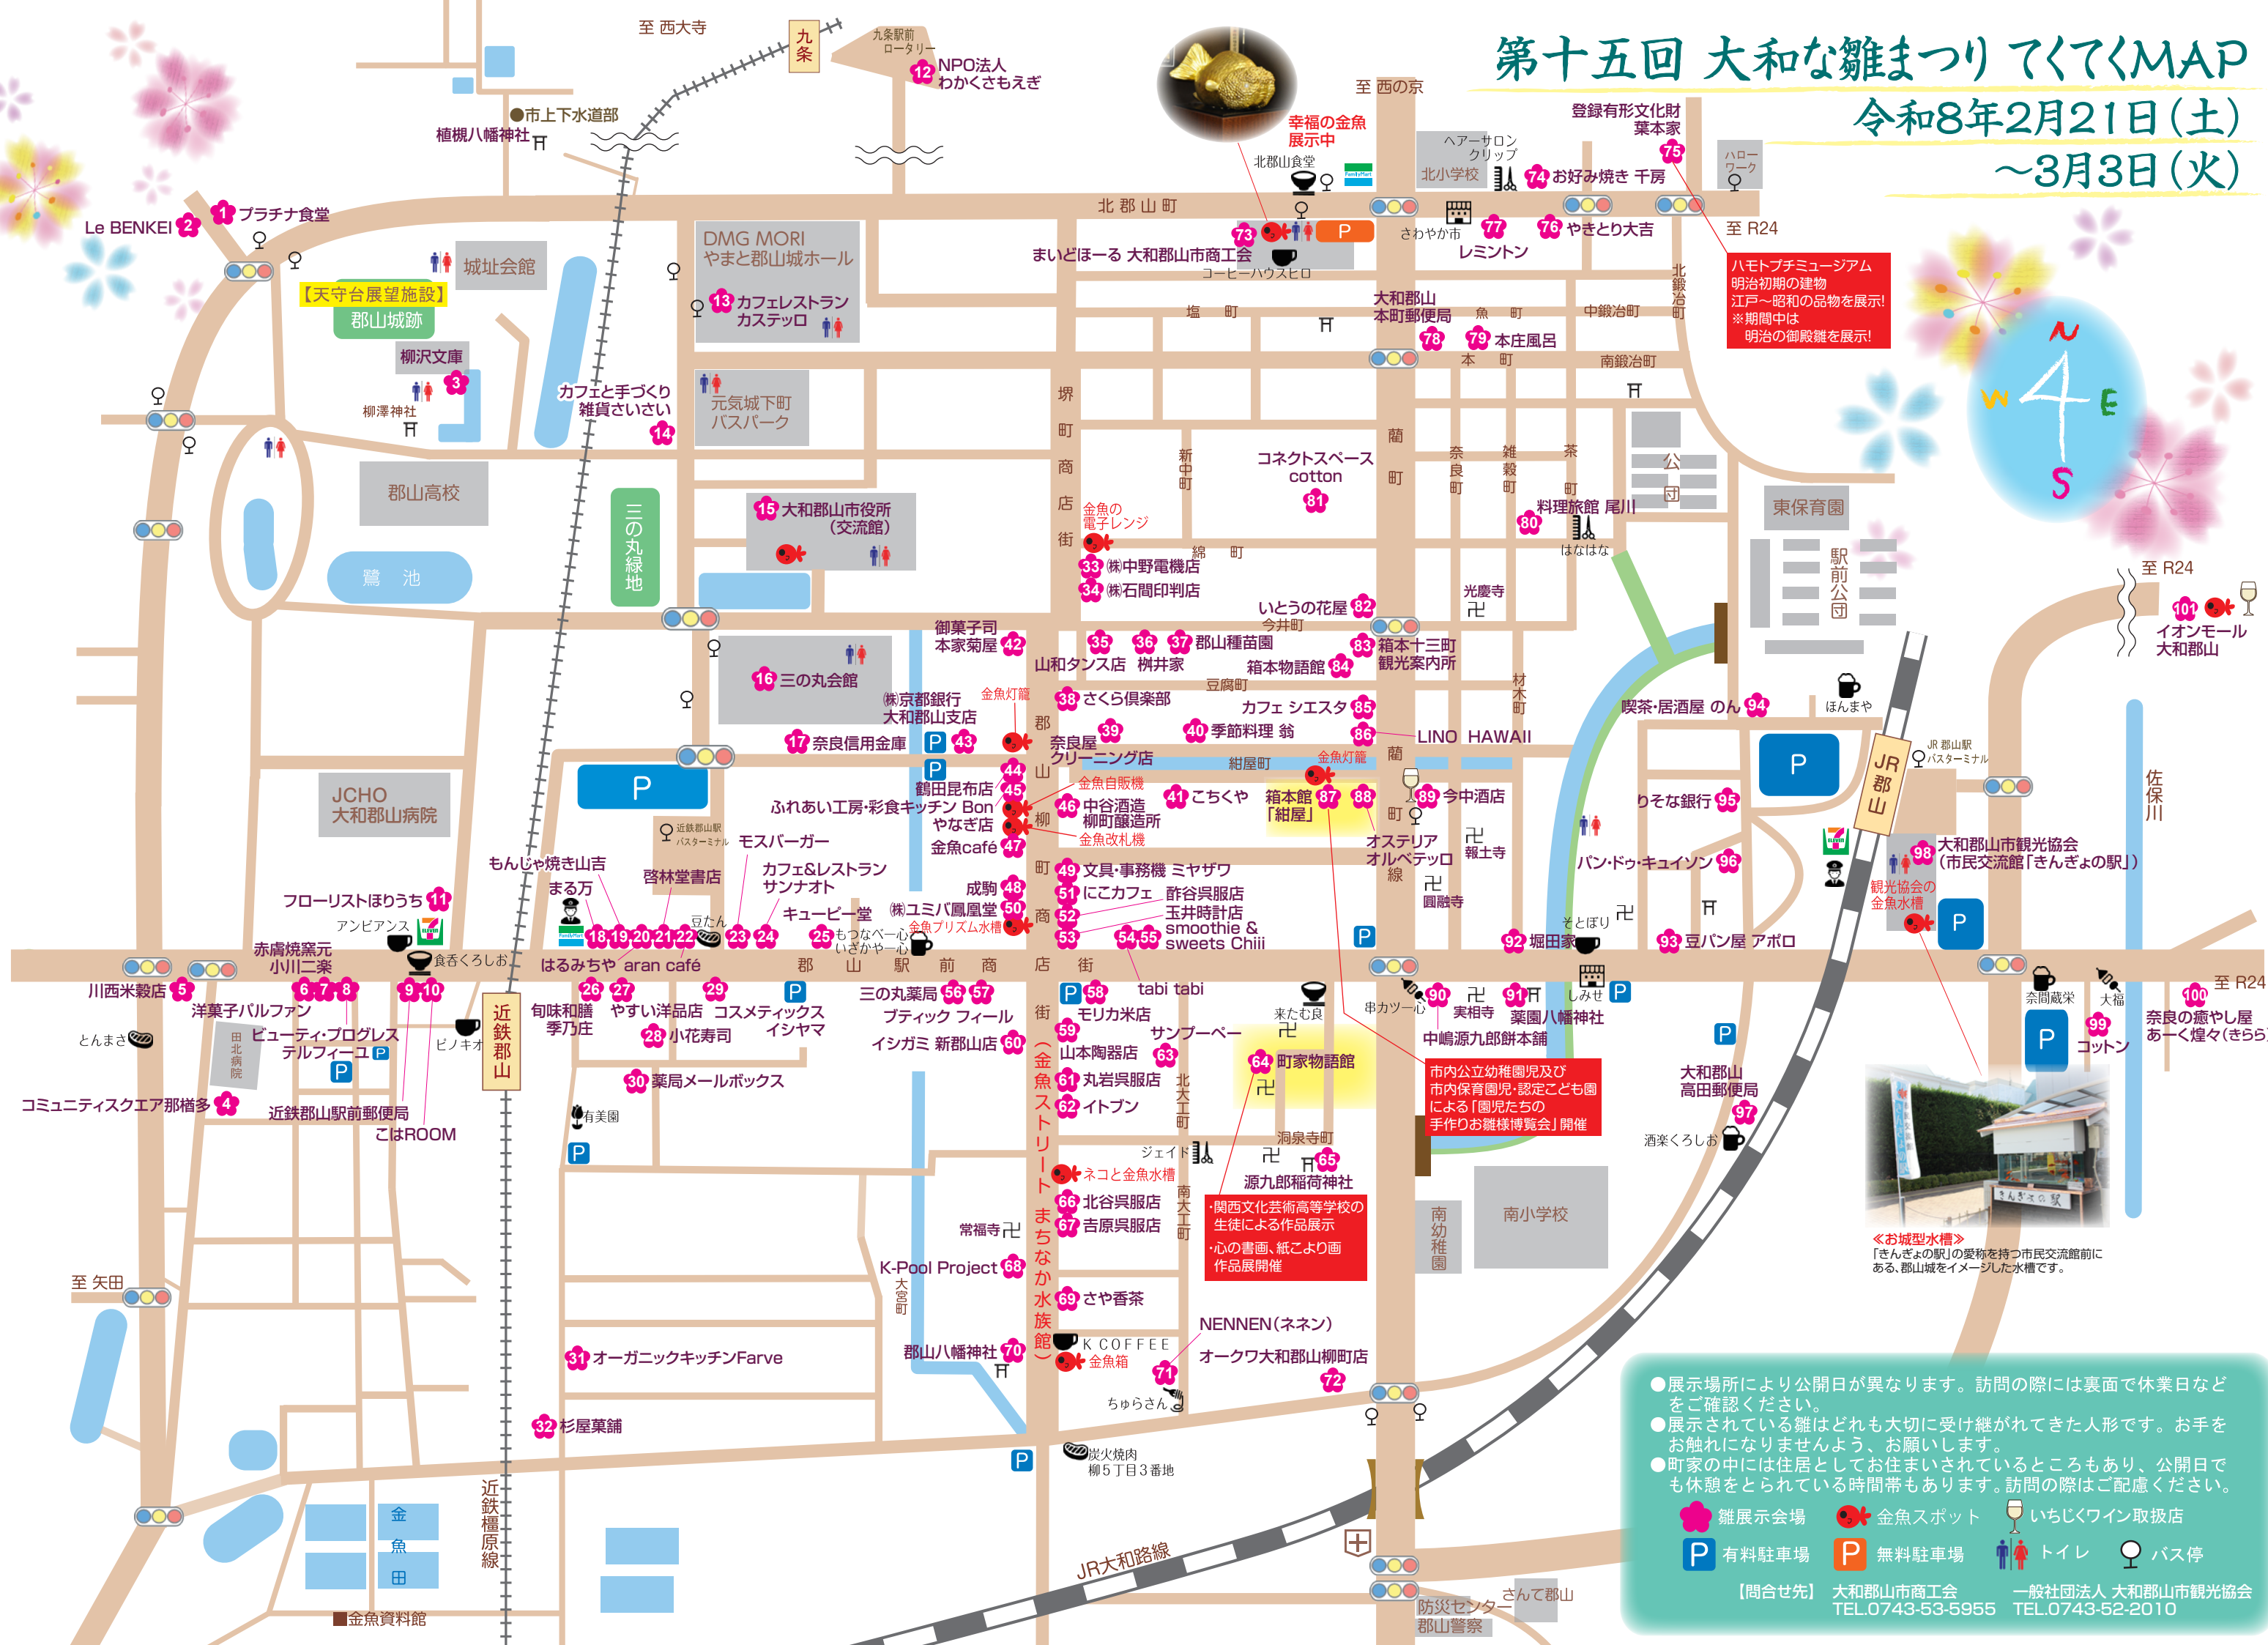 第十五回 大和な雛まつり てくてくMAP
令和8年2月21日(土)
～3月3日(火)
至 西大寺
九条
九条駅前
ロータリー
12 NPO法人
わかくさもえぎ
●市上下水道部
植槻八幡神社
至 西の京
幸福の金魚
展示中
北郡山食堂
FamilyMart
ヘアーサロン
クリップ
北小学校
74 お好み焼き 千房
登録有形文化財
葉本家
75
ハロー
ワーク
Le BENKEI 2
1 プラチナ食堂
北郡山町
73
P
まいどほーる 大和郡山市商工会
コーヒーハウスヒロ
さわやか市
77
レミントン
76 やきとり大吉
至 R24
ハモトプチミュージアム
明治初期の建物
江戸～昭和の品物を展示!
※期間中は
明治の御殿雛を展示!
城址会館
【天守台展望施設】
郡山城跡
柳沢文庫
3
柳澤神社
DMG MORI
やまと郡山城ホール
13 カフェレストラン
カステッロ
カフェと手づくり
雑貨さいさい
14
元気城下町
バスパーク
塩町
大和郡山
本町郵便局
78
魚町
79 本庄風呂
本町
中鍛冶町
南鍛冶町
北鍛冶町
N
W
E
S
堺町商店街
新中町
コネクトスペース
cotton
81
藺町
奈良町
雑穀町
茶町
料理旅館 尾川
80
はなはな
公団
東保育園
駅前公団
郡山高校
鷺池
三の丸緑地
15 大和郡山市役所
(交流館)
金魚の
電子レンジ
綿町
33 ㈱中野電機店
34 ㈱石間印判店
光慶寺
いとうの花屋 82
今井町
至 R24
101
イオンモール
大和郡山
御菓子司
本家菊屋 42
35
山和タンス店
36
桝井家
37 郡山種苗園
83 箱本十三町
観光案内所
箱本物語館 84
豆腐町
材木町
16 三の丸会館
㈱京都銀行
大和郡山支店
43
金魚灯籠
38 さくら倶楽部
カフェ シエスタ 85
39
奈良屋
クリーニング店
40 季節料理 翁
86
LINO HAWAII
喫茶・居酒屋 のん 94
ほんまや
17 奈良信用金庫
P
P
P
紺屋町
金魚灯籠
藺町線
P
JR郡山
JR 郡山駅
バスターミナル
佐保川
郡山柳町商店街(金魚ストリート まちなか水族館)
44
鶴田昆布店
45
ふれあい工房・彩食キッチン Bon
金魚自販機
やなぎ店
金魚改札機
金魚café 47
46 中谷酒造
柳町醸造所
41 こちくや
箱本館
「紺屋」
87
88
オステリア
オルベテッロ
89 今中酒店
報土寺
圓融寺
りそな銀行 95
パン・ドゥ・キュイソン 96
98 大和郡山市観光協会
(市民交流館「きんぎょの駅」)
観光協会の
金魚水槽
P
JCHO
大和郡山病院
近鉄郡山駅
バスターミナル
モスバーガー
もんじゃ焼き山吉
まる万
啓林堂書店
カフェ&レストラン
サンナオト
キューピー堂
豆たん
FamilyMart
18 19 20 21 22 23 24 25
もつなべ一心
いざかや一心
成駒 48
㈱ユミバ鳳凰堂 50
金魚プリズム水槽
49 文具・事務機 ミヤザワ
51 にこカフェ
酢谷呉服店
52
玉井時計店
53
54 55
smoothie &
sweets Chiii
tabi tabi
P
92 堀田家
そとぼり
93 豆パン屋 アポロ
フローリストほりうち 11
アンビアンス
赤膚焼窯元
小川二楽
食呑くろしお
はるみちや aran café
郡山駅前商店街
川西米穀店 5
6 7 8 9 10
洋菓子パルファン
ビューティ・プログレス
テルフィーユ P
P
とんまさ
田北病院
コミュニティスクエア那楢多 4
近鉄郡山駅前郵便局
こはROOM
ピノキオ
近鉄郡山
26
旬味和膳
季乃庄
27
やすい洋品店
28 小花寿司
29
コスメティックス
イシヤマ
P
30 薬局メールボックス
有美園
P
三の丸薬局 56 57
ブティック フィール
P 58
モリカ米店
59
山本陶器店
イシガミ 新郡山店 60
サンプーペー
63
61 丸岩呉服店
62 イトブン
来たむ良
64 町家物語館
串カツ一心
90
実相寺
中嶋源九郎餅本舗
91
薬園八幡神社
しみせ
P
P
市内公立幼稚園児及び
市内保育園児・認定こども園
による「園児たちの
手作りお雛様博覧会」開催
大和郡山
高田郵便局
97
酒楽くろしお
奈間蔵栄
P
大福
99
コットン
100
奈良の癒やし屋
あーく煌々(きらら)
至 R24
北大工町
ジェイド
洞泉寺町
65
源九郎稲荷神社
ネコと金魚水槽
66 北谷呉服店
67 吉原呉服店
南大工町
・関西文化芸術高等学校の
生徒による作品展示
・心の書画、紙こより画
作品展開催
南幼稚園
南小学校
きんぎょの駅
≪お城型水槽≫
「きんぎょの駅」の愛称を持つ市民交流館前に
ある、郡山城をイメージした水槽です。
常福寺
K-Pool Project 68
大宮町
69 さや香茶
K COFFEE
金魚箱
郡山八幡神社 70
NENNEN(ネネン)
71
ちゅらさん
オークワ大和郡山柳町店
72
至 矢田
31 オーガニックキッチンFarve
32 杉屋菓舗
P
炭火焼肉
柳5丁目3番地
近鉄橿原線
金魚田
■金魚資料館
JR大和路線
さんて郡山
防災センター
郡山警察
●展示場所により公開日が異なります。訪問の際には裏面で休業日など
をご確認ください。
●展示されている雛はどれも大切に受け継がれてきた人形です。お手を
お触れになりませんよう、お願いします。
●町家の中には住居としてお住まいされているところもあり、公開日で
も休憩をとられている時間帯もあります。訪問の際はご配慮ください。
雛展示会場 金魚スポット いちじくワイン取扱店
P 有料駐車場 P 無料駐車場 トイレ バス停
【問合せ先】 大和郡山市商工会 一般社団法人 大和郡山市観光協会
TEL.0743-53-5955 TEL.0743-52-2010